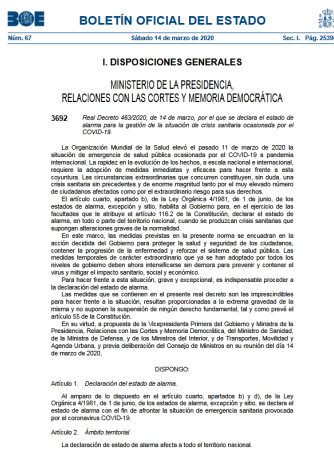 BOE
BOLETÍN OFICIAL DEL ESTADO
Núm. 67
Sábado 14 de marzo de 2020
Sec. I. Pág. 2539
I. DISPOSICIONES GENERALES
MINISTERIO DE LA PRESIDENCIA,
RELACIONES CON LAS CORTES Y MEMORIA DEMOCRÁTICA
3692
Real Decreto 463/2020, de 14 de marzo, por el que se declara el estado de
alarma para la gestión de la situación de crisis sanitaria ocasionada por el
COVID-19.
La Organización Mundial de la Salud elevó el pasado 11 de marzo de 2020 la
situación de emergencia de salud pública ocasionada por el COVID-19 a pandemia
internacional. La rapidez en la evolución de los hechos, a escala nacional e internacional,
requiere la adopción de medidas inmediatas y eficaces para hacer frente a esta
coyuntura. Las circunstancias extraordinarias que concurren constituyen, sin duda, una
crisis sanitaria sin precedentes y de enorme magnitud tanto por el muy elevado número
de ciudadanos afectados como por el extraordinario riesgo para sus derechos.
El artículo cuarto, apartado b), de la Ley Orgánica 4/1981, de 1 de junio, de los
estados de alarma, excepción y sitio, habilita al Gobierno para, en el ejercicio de las
facultades que le atribuye el artículo 116.2 de la Constitución, declarar el estado de
alarma, en todo o parte del territorio nacional, cuando se produzcan crisis sanitarias que
supongan alteraciones graves de la normalidad.
En este marco, las medidas previstas en la presente norma se encuadran en la
acción decidida del Gobierno para proteger la salud y seguridad de los ciudadanos,
contener la progresión de la enfermedad y reforzar el sistema de salud pública. Las
medidas temporales de carácter extraordinario que ya se han adoptado por todos los
niveles de gobierno deben ahora intensificarse sin demora para prevenir y contener el
virus y mitigar el impacto sanitario, social y económico.
Para hacer frente a esta situación, grave y excepcional, es indispensable proceder a
la declaración del estado de alarma.
Las medidas que se contienen en el presente real decreto son las imprescindibles
para hacer frente a la situación, resultan proporcionadas a la extrema gravedad de la
misma y no suponen la suspensión de ningún derecho fundamental, tal y como prevé el
artículo 55 de la Constitución.
En su virtud, a propuesta de la Vicepresidenta Primera del Gobierno y Ministra de la
Presidencia, Relaciones con las Cortes y Memoria Democrática, del Ministro de Sanidad,
de la Ministra de Defensa, y de los Ministros del Interior, y de Transportes, Movilidad y
Agenda Urbana, y previa deliberación del Consejo de Ministros en su reunión del día 14
de marzo de 2020,
DISPONGO:
Artículo 1. Declaración del estado de alarma.
Al amparo de lo dispuesto en el artículo cuarto, apartados b) y d), de la Ley
Orgánica 4/1981, de 1 de junio, de los estados de alarma, excepción y sitio, se declara el
estado de alarma con el fin de afrontar la situación de emergencia sanitaria provocada
por el coronavirus COVID-19.
Artículo 2. Ámbito territorial.
La declaración de estado de alarma afecta a todo el territorio nacional.